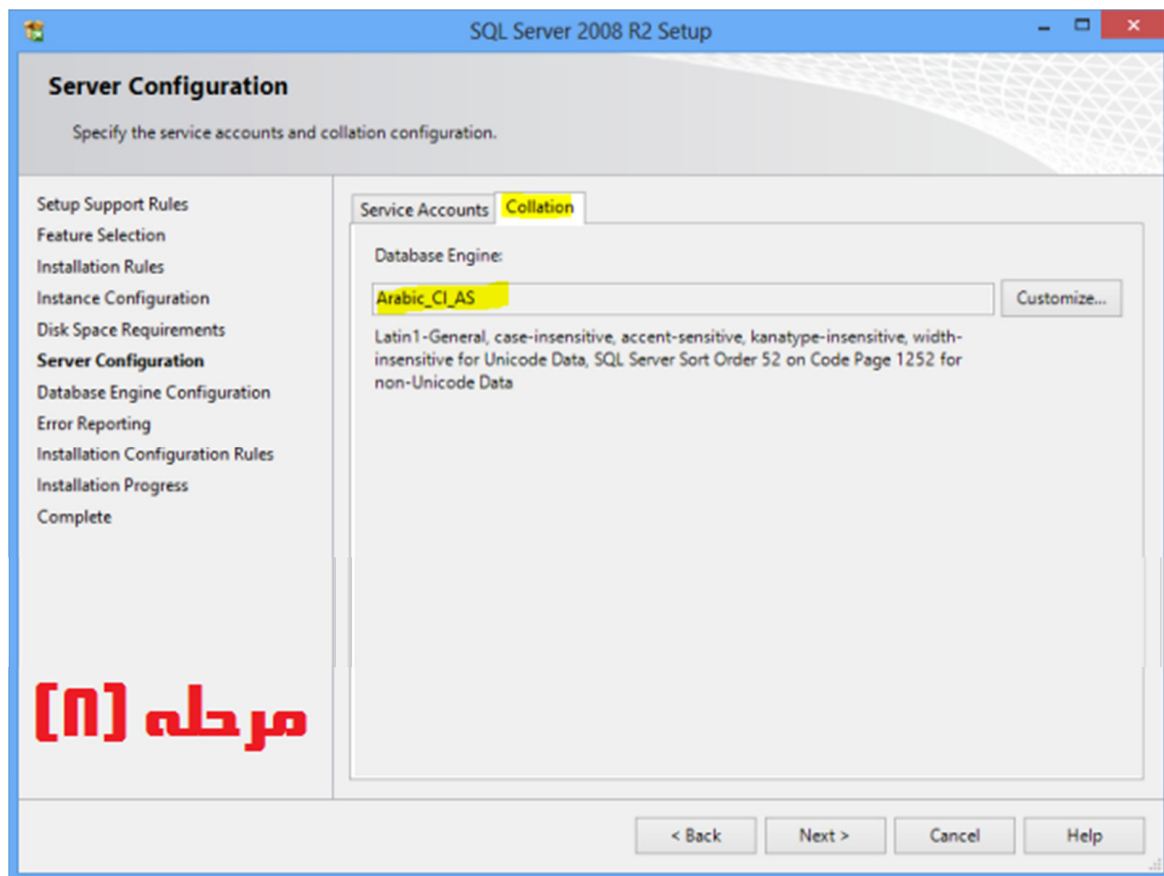 SQL Server 2008 R2 Setup
Server Configuration
Specify the service accounts and collation configuration.
Setup Support Rules
Feature Selection
Installation Rules
Instance Configuration
Disk Space Requirements
Server Configuration
Database Engine Configuration
Error Reporting
Installation Configuration Rules
Installation Progress
Complete
Service Accounts
Collation
Database Engine:
Arabic_CI_AS
Customize...
Latin1-General, case-insensitive, accent-sensitive, kanatype-insensitive, width-
insensitive for Unicode Data, SQL Server Sort Order 52 on Code Page 1252 for
non-Unicode Data
مرحله [۸]
< Back
Next >
Cancel
Help